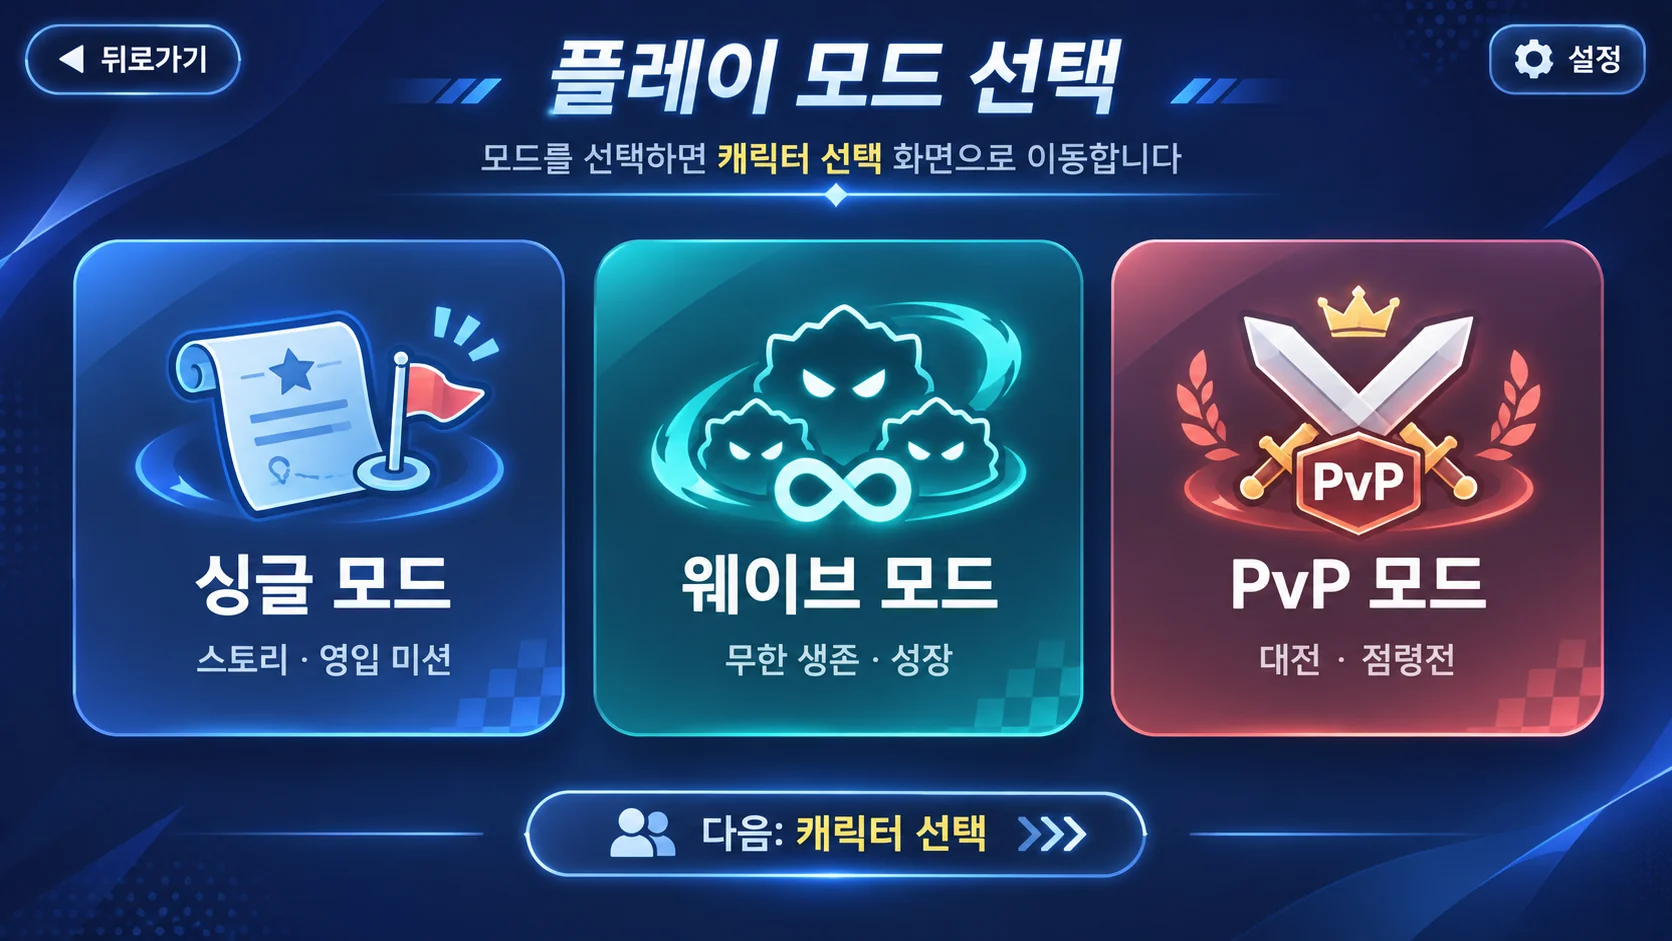 뒤로가기
플레이 모드 선택
설정
모드를 선택하면 캐릭터 선택 화면으로 이동합니다
PvP
싱글 모드
스토리 · 영입 미션
웨이브 모드
무한 생존 · 성장
PvP 모드
대전 · 점령전
다음: 캐릭터 선택